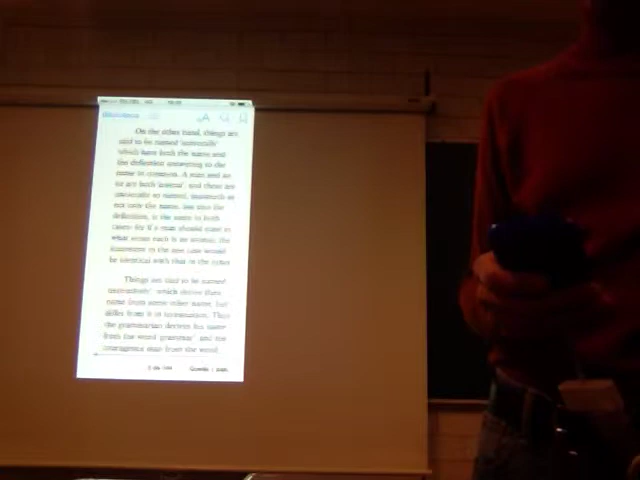 On the other hand, things are
said to be named 'univocally'
which have both the name and
the definition answering to the
name in common. A man and an
ox are both 'animal', and these are
univocally so named, inasmuch as
not only the name, but also the
definition, is the same in both
cases: for if a man should state in
what sense each is an animal, the
statement in the one case would
be identical with that in the other
Things are said to be named
'derivatively', which derive their
name from some other name, but
differ from it in termination. Thus
the grammarian derives his name
from the word 'grammar' and the
courageous man from the word